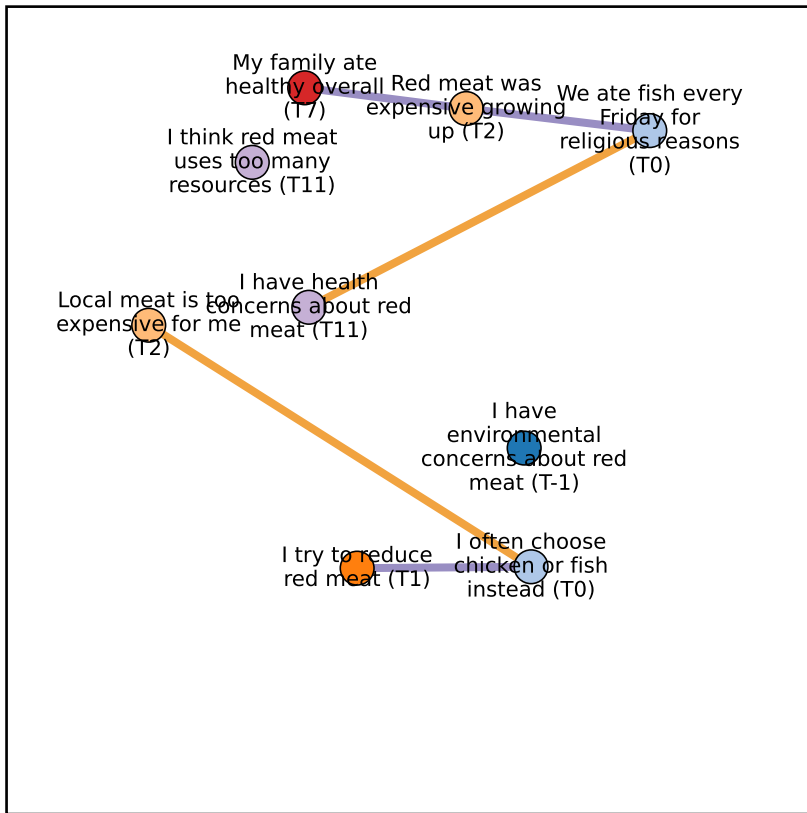 My family ate
healthy overall
(T7)
Red meat was
expensive growing
up (T2)
We ate fish every
Friday for
religious reasons
(T0)
I think red meat
uses too many
resources (T11)
I have health
concerns about red
meat (T11)
Local meat is too
expensive for me
(T2)
I have
environmental
concerns about red
meat (T-1)
I try to reduce
red meat (T1)
I often choose
chicken or fish
instead (T0)